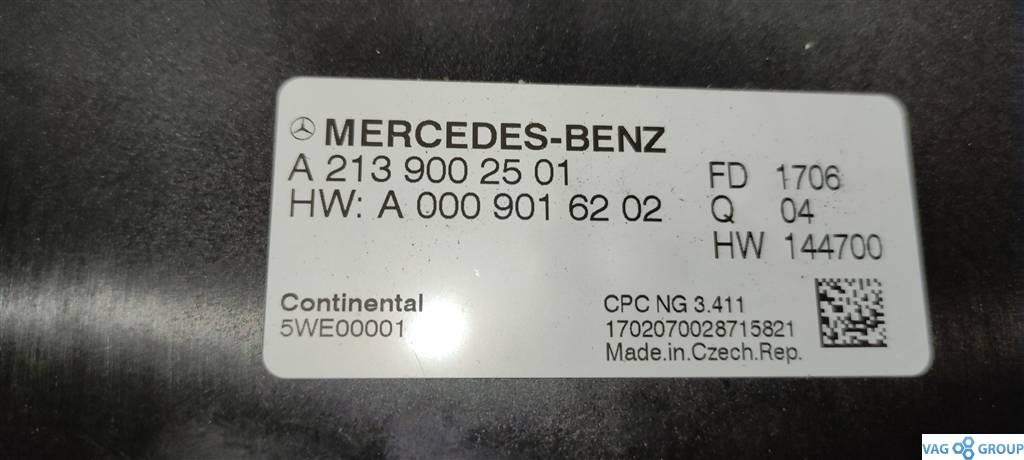 MERCEDES-BENZ
A 213 900 25 01
HW: A 000 901 62 02
FD 1706
Q 04
HW 144700
Continental
5WE00001
CPC NG 3.411
1702070028715821
Made.in.Czech.Rep.
VAG GROUP